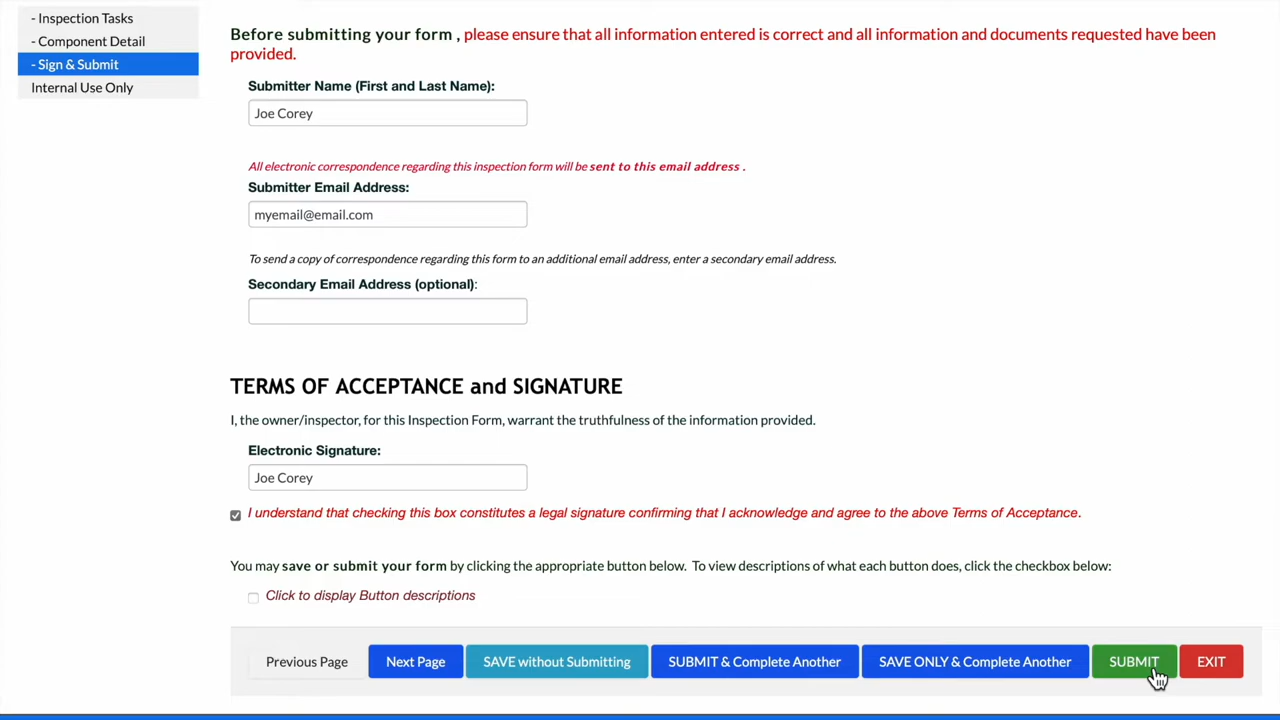 - Inspection Tasks
- Component Detail
- Sign & Submit
Internal Use Only
Before submitting your form , please ensure that all information entered is correct and all information and documents requested have been
provided.
Submitter Name (First and Last Name):
Joe Corey
All electronic correspondence regarding this inspection form will be sent to this email address .
Submitter Email Address:
myemail@email.com
To send a copy of correspondence regarding this form to an additional email address, enter a secondary email address.
Secondary Email Address (optional):
TERMS OF ACCEPTANCE and SIGNATURE
I, the owner/inspector, for this Inspection Form, warrant the truthfulness of the information provided.
Electronic Signature:
Joe Corey
I understand that checking this box constitutes a legal signature confirming that I acknowledge and agree to the above Terms of Acceptance.
You may save or submit your form by clicking the appropriate button below. To view descriptions of what each button does, click the checkbox below:
Click to display Button descriptions
Previous Page Next Page SAVE without Submitting SUBMIT & Complete Another SAVE ONLY & Complete Another SUBMIT EXIT